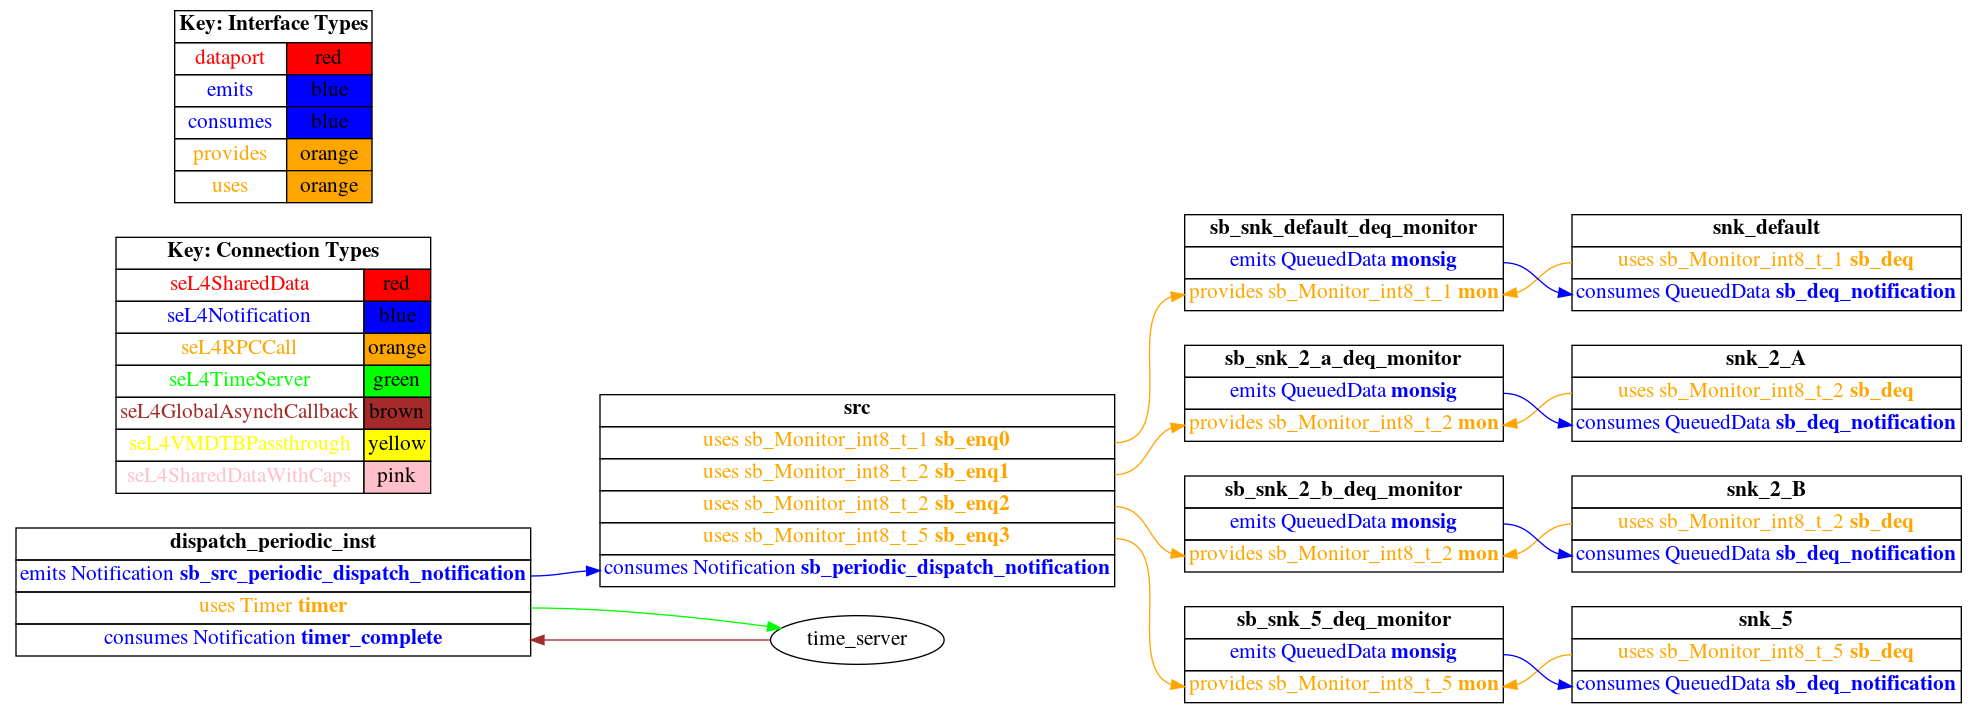 Key: Interface Types
dataport red
emits blue
consumes blue
provides orange
uses orange
Key: Connection Types
seL4SharedData red
seL4Notification blue
seL4RPCCall orange
seL4TimeServer green
seL4GlobalAsynchCallback brown
seL4VMDTBPassthrough yellow
seL4SharedDataWithCaps pink
dispatch_periodic_inst
emits Notification sb_src_periodic_dispatch_notification
uses Timer timer
consumes Notification timer_complete
src
uses sb_Monitor_int8_t_1 sb_enq0
uses sb_Monitor_int8_t_2 sb_enq1
uses sb_Monitor_int8_t_2 sb_enq2
uses sb_Monitor_int8_t_5 sb_enq3
consumes Notification sb_periodic_dispatch_notification
time_server
sb_snk_default_deq_monitor
emits QueuedData monsig
provides sb_Monitor_int8_t_1 mon
snk_default
uses sb_Monitor_int8_t_1 sb_deq
consumes QueuedData sb_deq_notification
sb_snk_2_a_deq_monitor
emits QueuedData monsig
provides sb_Monitor_int8_t_2 mon
snk_2_A
uses sb_Monitor_int8_t_2 sb_deq
consumes QueuedData sb_deq_notification
sb_snk_2_b_deq_monitor
emits QueuedData monsig
provides sb_Monitor_int8_t_2 mon
snk_2_B
uses sb_Monitor_int8_t_2 sb_deq
consumes QueuedData sb_deq_notification
sb_snk_5_deq_monitor
emits QueuedData monsig
provides sb_Monitor_int8_t_5 mon
snk_5
uses sb_Monitor_int8_t_5 sb_deq
consumes QueuedData sb_deq_notification